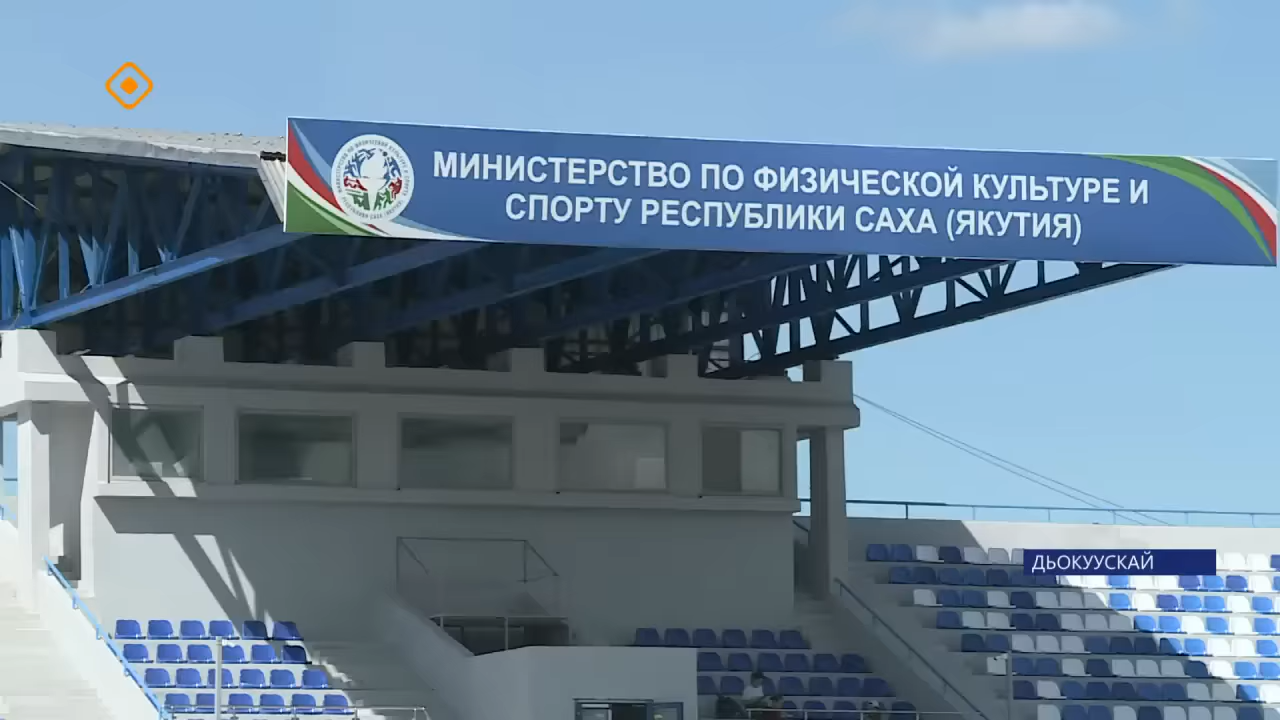 МИНИСТЕРСТВО ПО ФИЗИЧЕСКОЙ КУЛЬТУРЕ И
СПОРТУ РЕСПУБЛИКИ САХА (ЯКУТИЯ)
ДЬОКУУСКАЙ